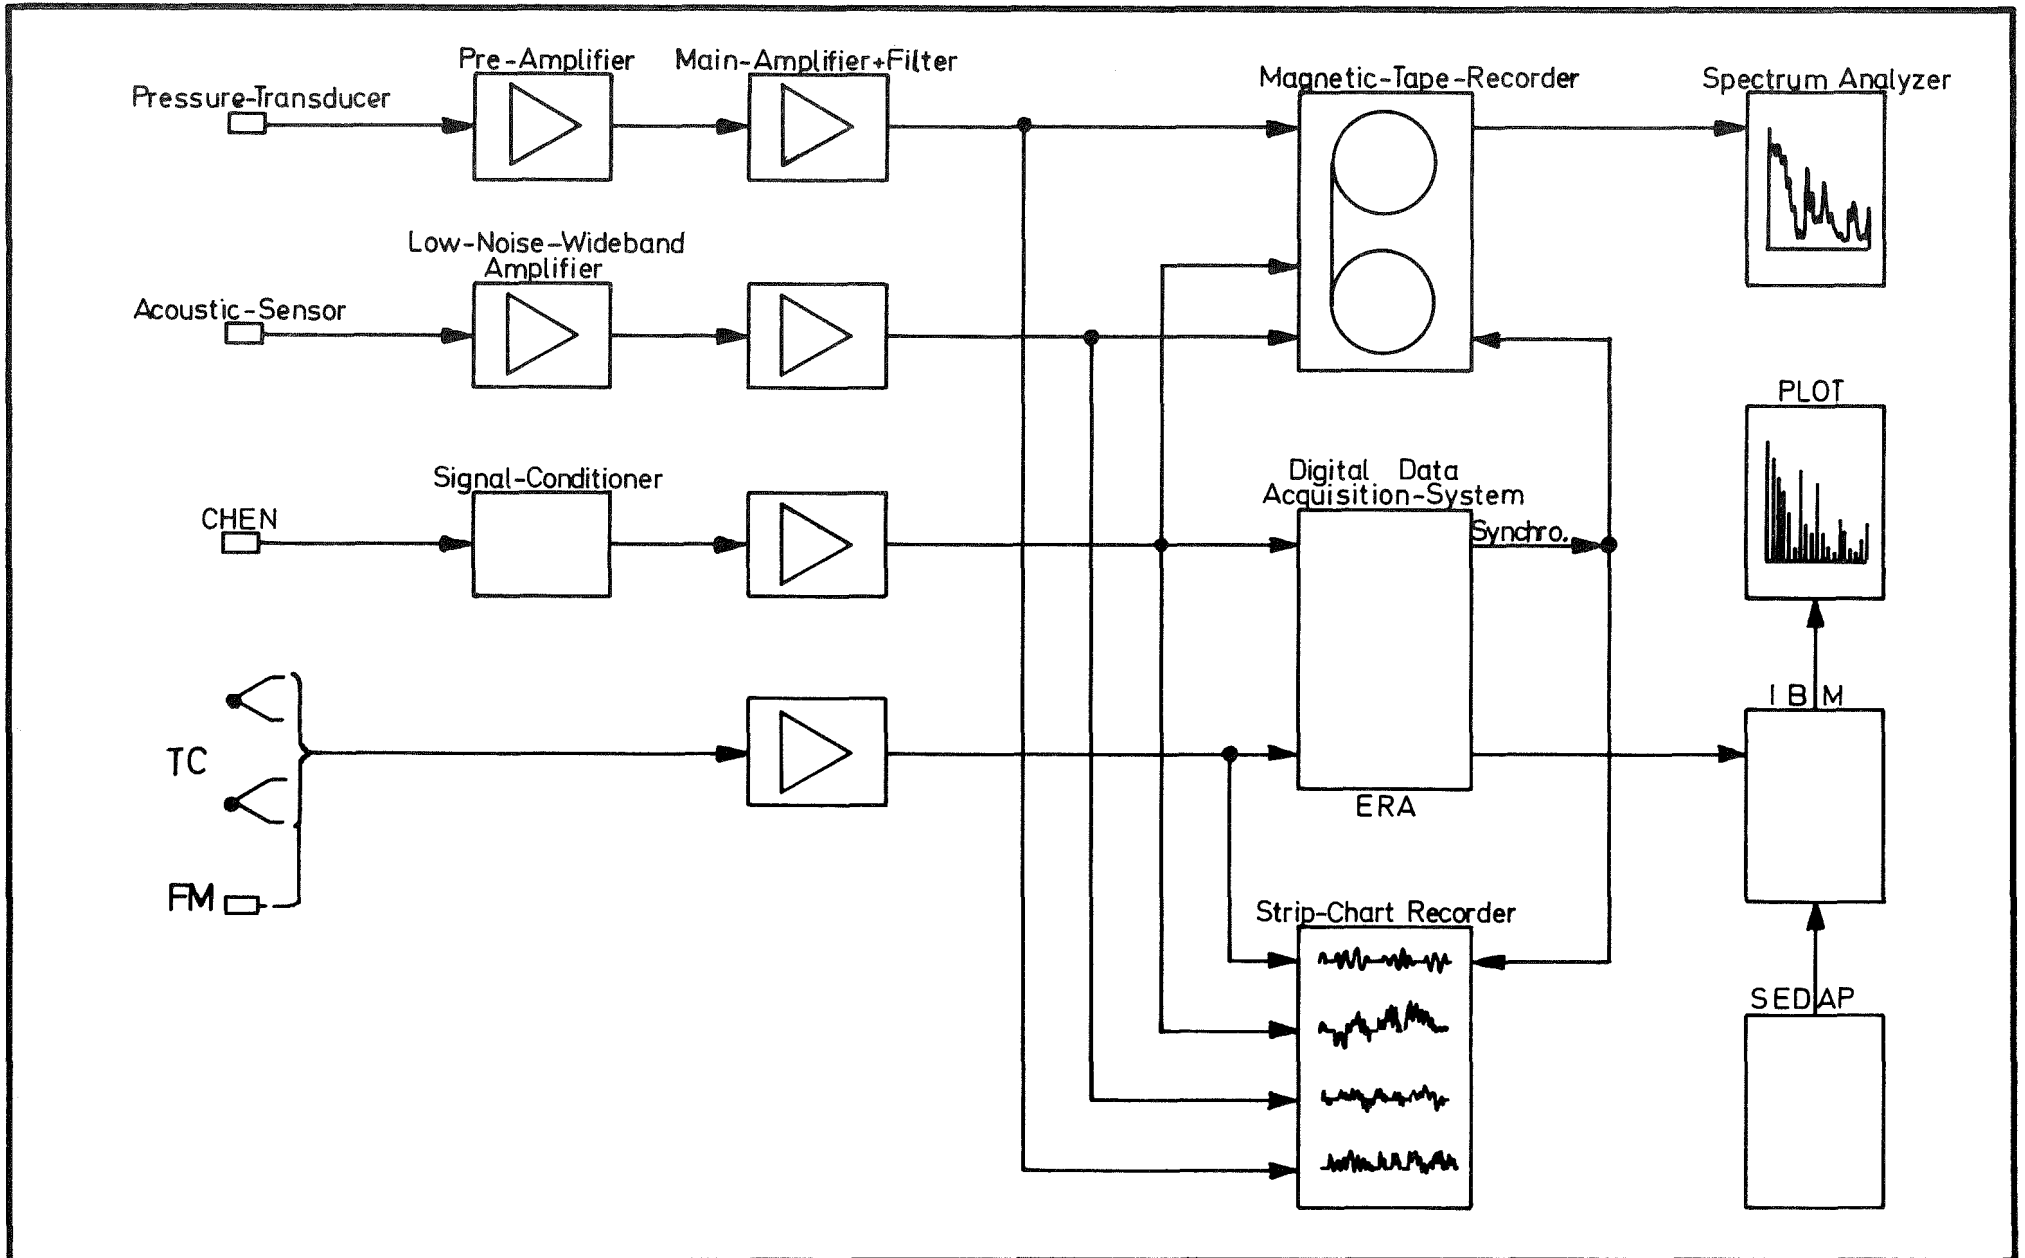 Pre-Amplifier
Main-Amplifier+Filter
Pressure-Transducer
Magnetic-Tape-Recorder
Spectrum Analyzer
Low-Noise-Wideband
Amplifier
Acoustic-Sensor
PLOT
Signal-Conditioner
Digital Data
Acquisition-System
CHEN
Synchro.
IBM
TC
ERA
FM
Strip-Chart Recorder
SEDAP